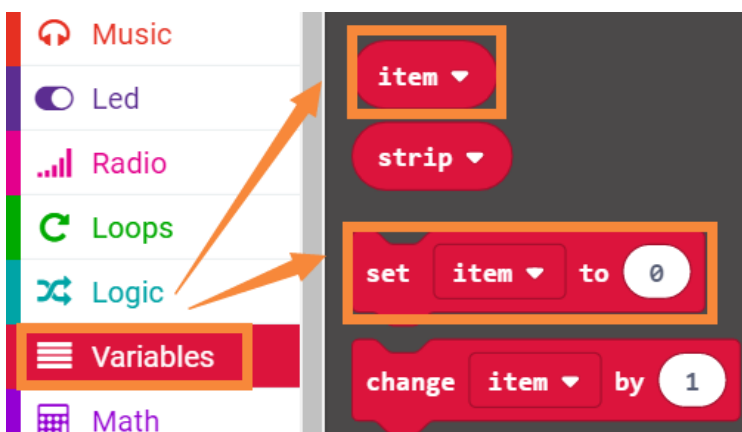 Music
Led
Radio
Loops
Logic
Variables
Math
item
strip
set item to 0
change item by 1